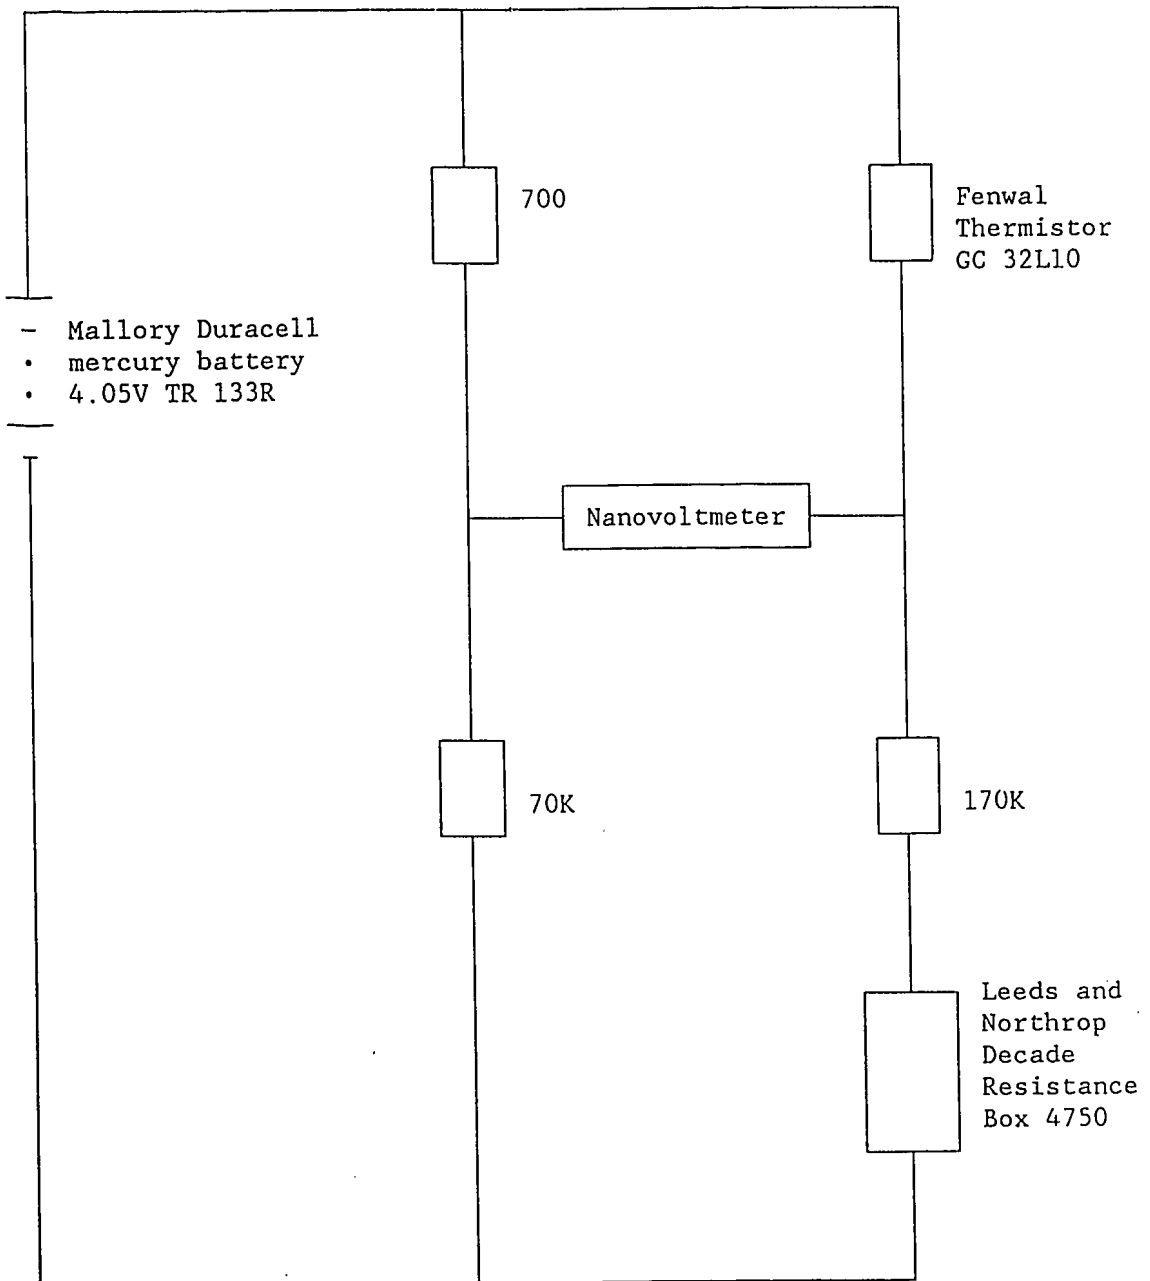 700
Fenwal
Thermistor
GC 32L10
- Mallory Duracell
mercury battery
4.05V TR 133R
Nanovoltmeter
70K
170K
Leeds and
Northrop
Decade
Resistance
Box 4750